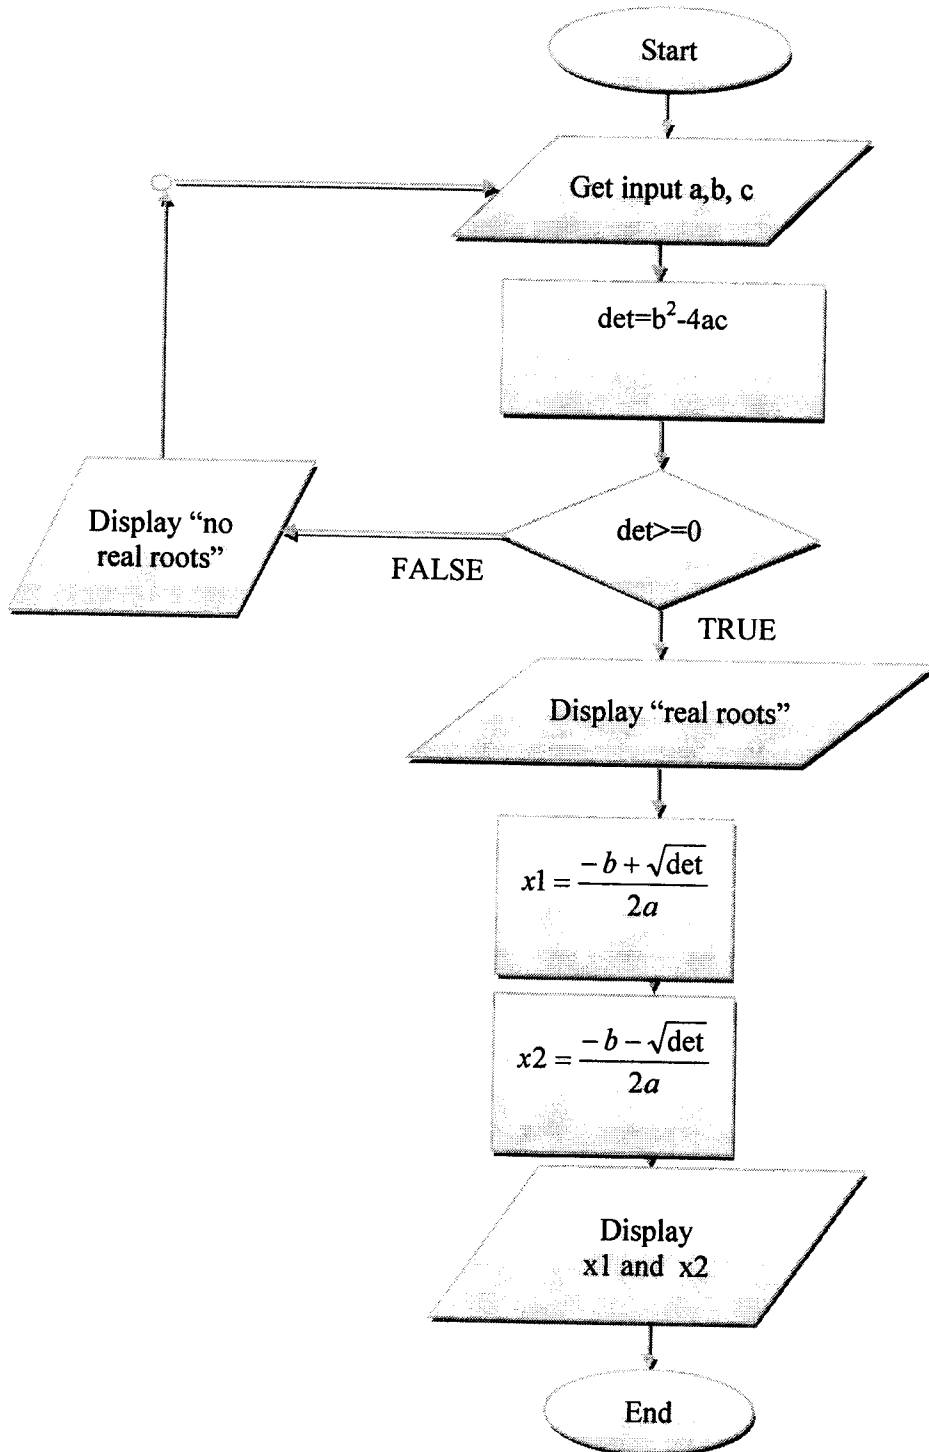 Start
Get input a,b, c
det=b²-4ac
det>=0
FALSE
TRUE
Display “no
real roots”
Display “real roots”
x1 = (-b + √det) / 2a
x2 = (-b - √det) / 2a
Display
x1 and x2
End